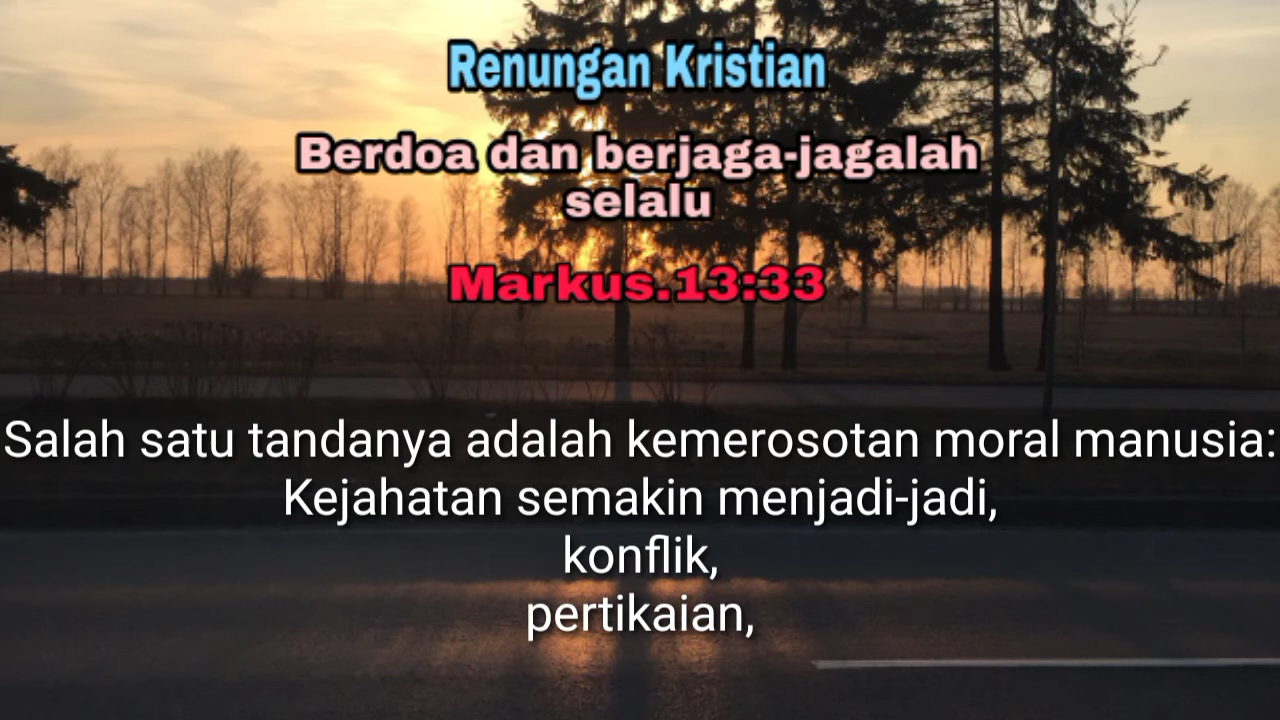 Renungan Kristian
Berdoa dan berjaga-jagalah
selalu
Markus.13:33
Salah satu tandanya adalah kemerosotan moral manusia:
Kejahatan semakin menjadi-jadi,
konflik,
pertikaian,